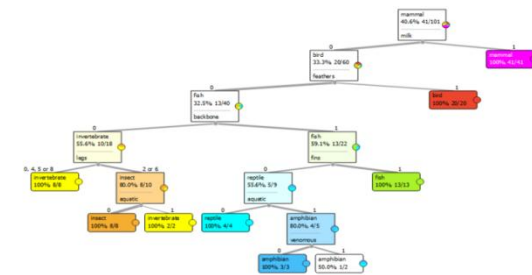 mammal
40.6%, 41/101
milk
0 1
bird
33.3%, 20/60
feathers
mammal
100%, 41/41
0 1
fish
32.5%, 13/40
backbone
bird
100%, 20/20
0 1
invertebrate
55.6%, 10/18
legs
fish
59.1%, 13/22
fins
0, 4, 5 or 8 2 or 6 0 1
invertebrate
100%, 8/8
insect
80.0%, 8/10
aquatic
reptile
55.6%, 5/9
aquatic
fish
100%, 13/13
0 1 0 1
insect
100%, 8/8
invertebrate
100%, 2/2
reptile
100%, 4/4
amphibian
80.0%, 4/5
venomous
0 1
amphibian
100%, 3/3
amphibian
50.0%, 1/2